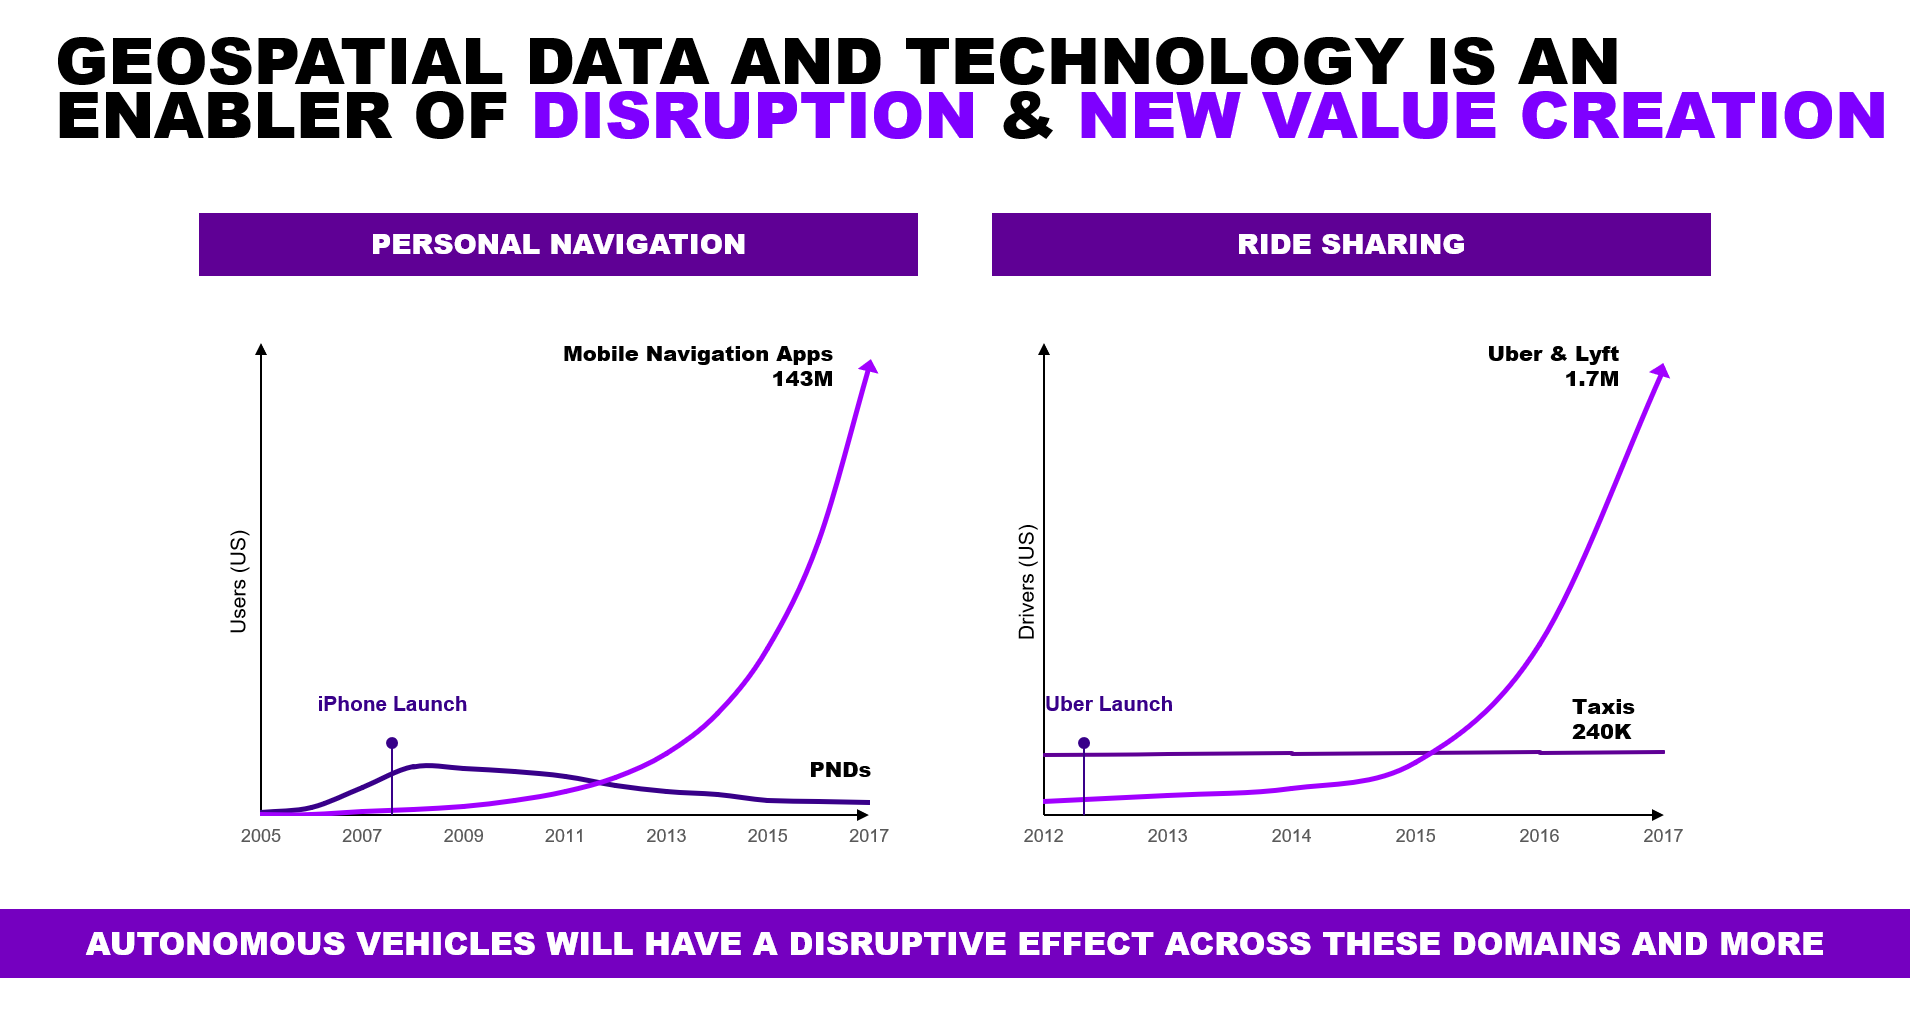 GEOSPATIAL DATA AND TECHNOLOGY IS AN
ENABLER OF DISRUPTION & NEW VALUE CREATION
PERSONAL NAVIGATION
Mobile Navigation Apps
143M
Users (US)
iPhone Launch
PNDs
2005 2007 2009 2011 2013 2015 2017
RIDE SHARING
Uber & Lyft
1.7M
Drivers (US)
Uber Launch
Taxis
240K
2012 2013 2014 2015 2016 2017
AUTONOMOUS VEHICLES WILL HAVE A DISRUPTIVE EFFECT ACROSS THESE DOMAINS AND MORE